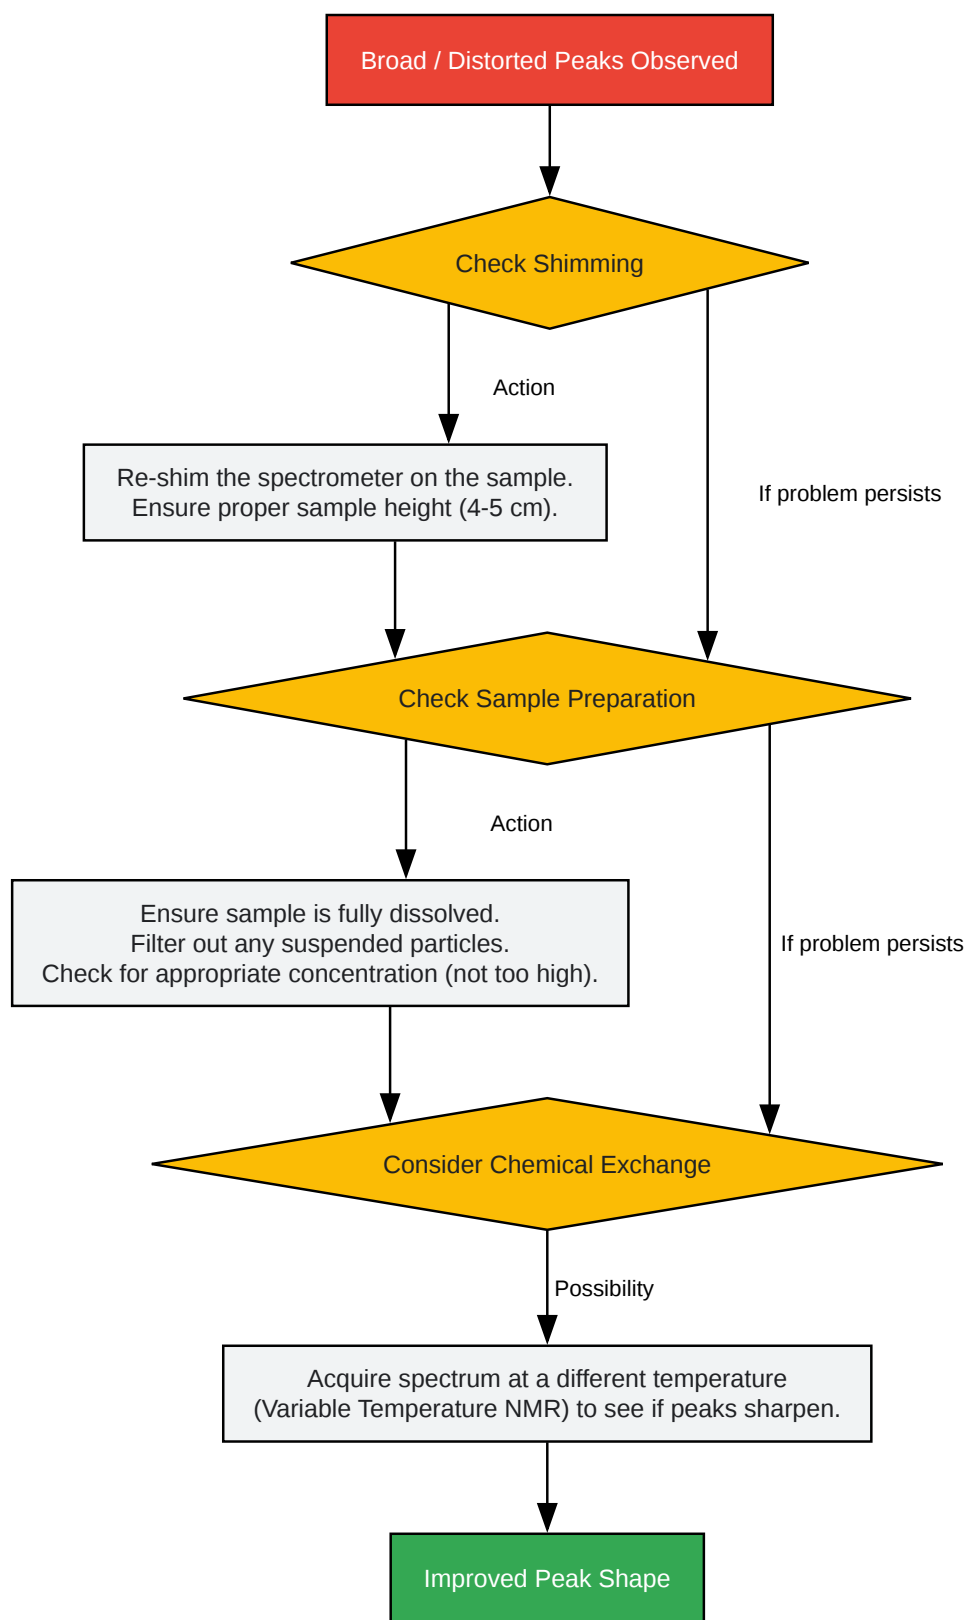 Broad / Distorted Peaks Observed
Check Shimming
Action
Re-shim the spectrometer on the sample.
Ensure proper sample height (4-5 cm).
If problem persists
Check Sample Preparation
Action
Ensure sample is fully dissolved.
Filter out any suspended particles.
Check for appropriate concentration (not too high).
If problem persists
Consider Chemical Exchange
Possibility
Acquire spectrum at a different temperature
(Variable Temperature NMR) to see if peaks sharpen.
Improved Peak Shape